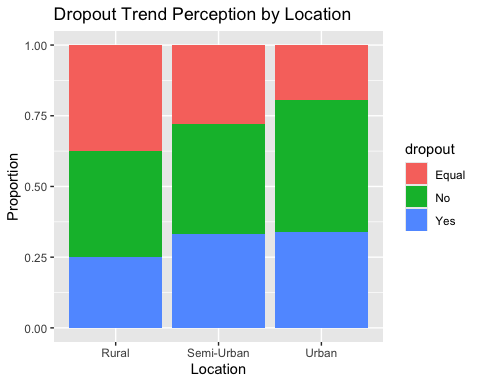 Dropout Trend Perception by Location
Proportion
1.00
0.75
0.50
0.25
0.00
Rural
Semi-Urban
Urban
Location
dropout
Equal
No
Yes